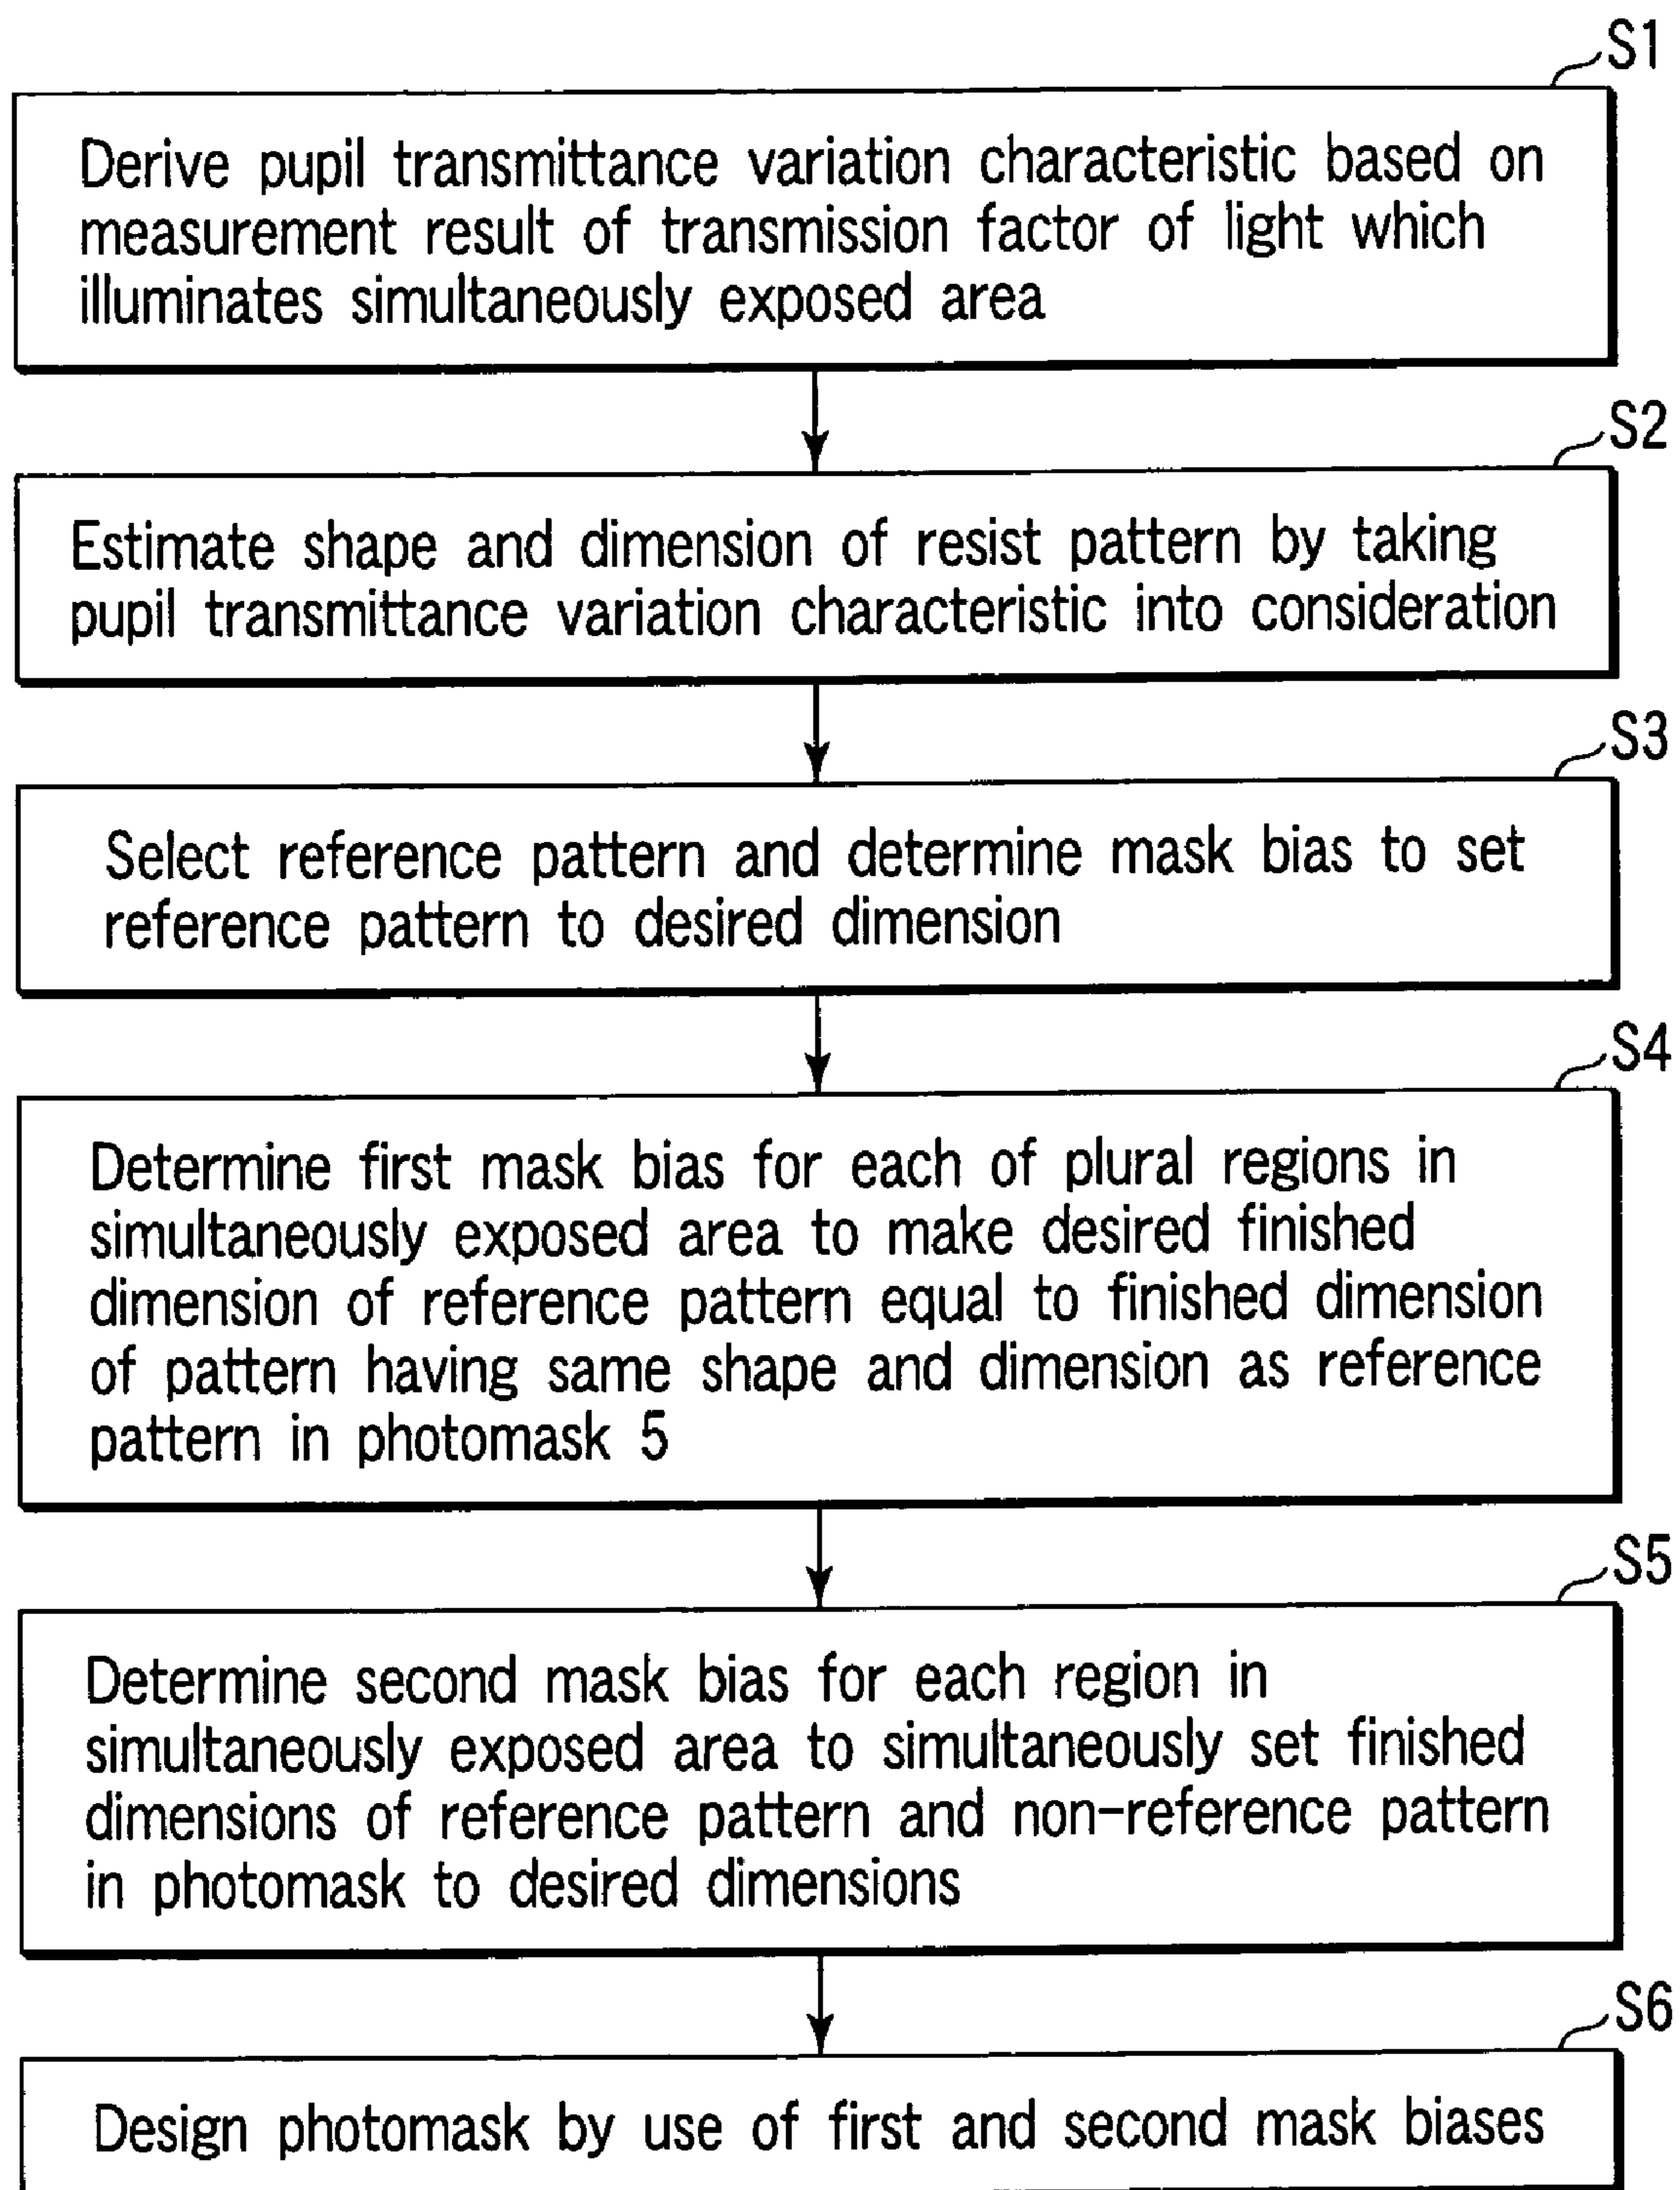 S1
Derive pupil transmittance variation characteristic based on
measurement result of transmission factor of light which
illuminates simultaneously exposed area
S2
Estimate shape and dimension of resist pattern by taking
pupil transmittance variation characteristic into consideration
S3
Select reference pattern and determine mask bias to set
reference pattern to desired dimension
S4
Determine first mask bias for each of plural regions in
simultaneously exposed area to make desired finished
dimension of reference pattern equal to finished dimension
of pattern having same shape and dimension as reference
pattern in photomask 5
S5
Determine second mask bias for each region in
simultaneously exposed area to simultaneously set finished
dimensions of reference pattern and non-reference pattern
in photomask to desired dimensions
S6
Design photomask by use of first and second mask biases